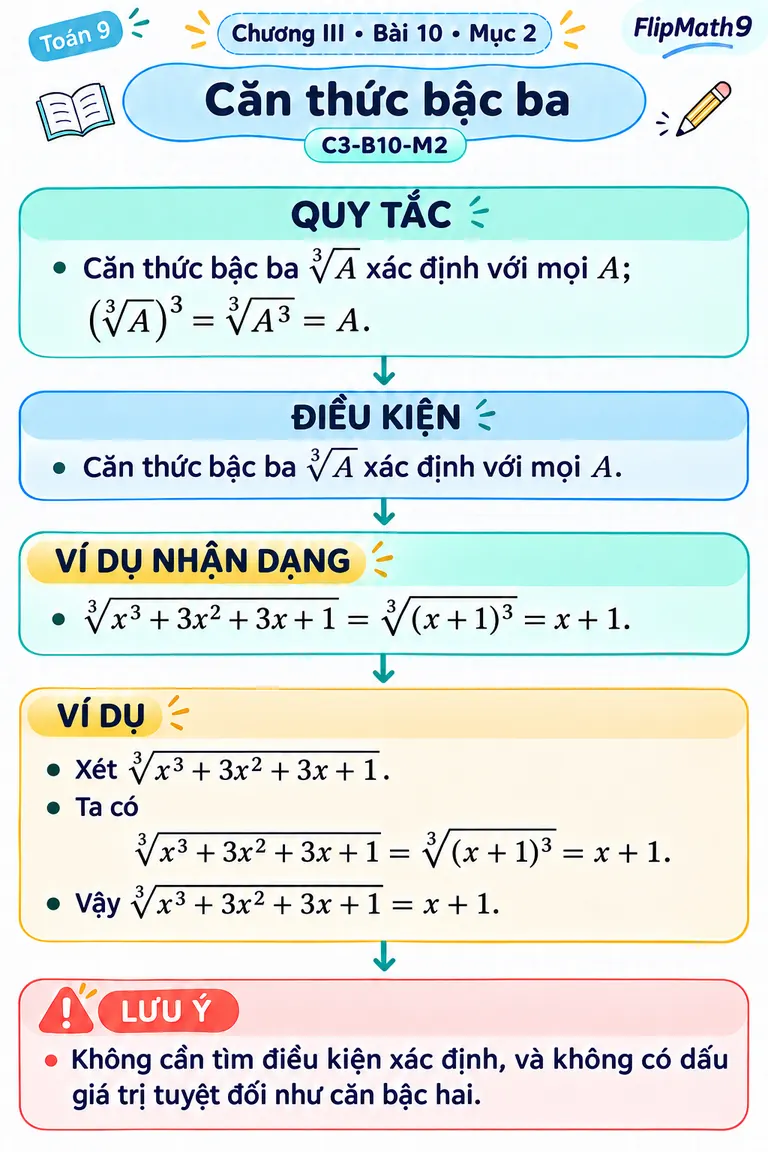 Toán 9
Chương III • Bài 10 • Mục 2
FlipMath9
Căn thức bậc ba
C3-B10-M2
QUY TẮC
• Căn thức bậc ba ∛A xác định với mọi A;
(∛A)³ = ∛(A³) = A.
ĐIỀU KIỆN
• Căn thức bậc ba ∛A xác định với mọi A.
VÍ DỤ NHẬN DẠNG
• ∛(x³ + 3x² + 3x + 1) = ∛((x + 1)³) = x + 1.
VÍ DỤ
• Xét ∛(x³ + 3x² + 3x + 1).
• Ta có
∛(x³ + 3x² + 3x + 1) = ∛((x + 1)³) = x + 1.
• Vậy ∛(x³ + 3x² + 3x + 1) = x + 1.
LƯU Ý
• Không cần tìm điều kiện xác định, và không có dấu
giá trị tuyệt đối như căn bậc hai.